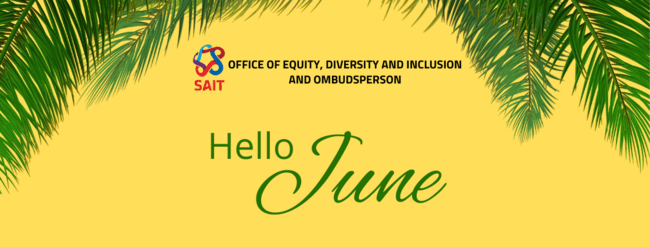 SAIT
OFFICE OF EQUITY, DIVERSITY AND INCLUSION
AND OMBUDSPERSON
Hello June